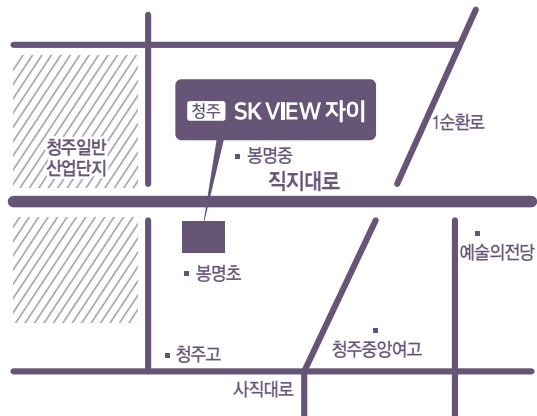 청주 SK VIEW 자이
1순환로
청주일반
산업단지
봉명중
직지대로
예술의전당
봉명초
청주고
청주중앙여고
사직대로